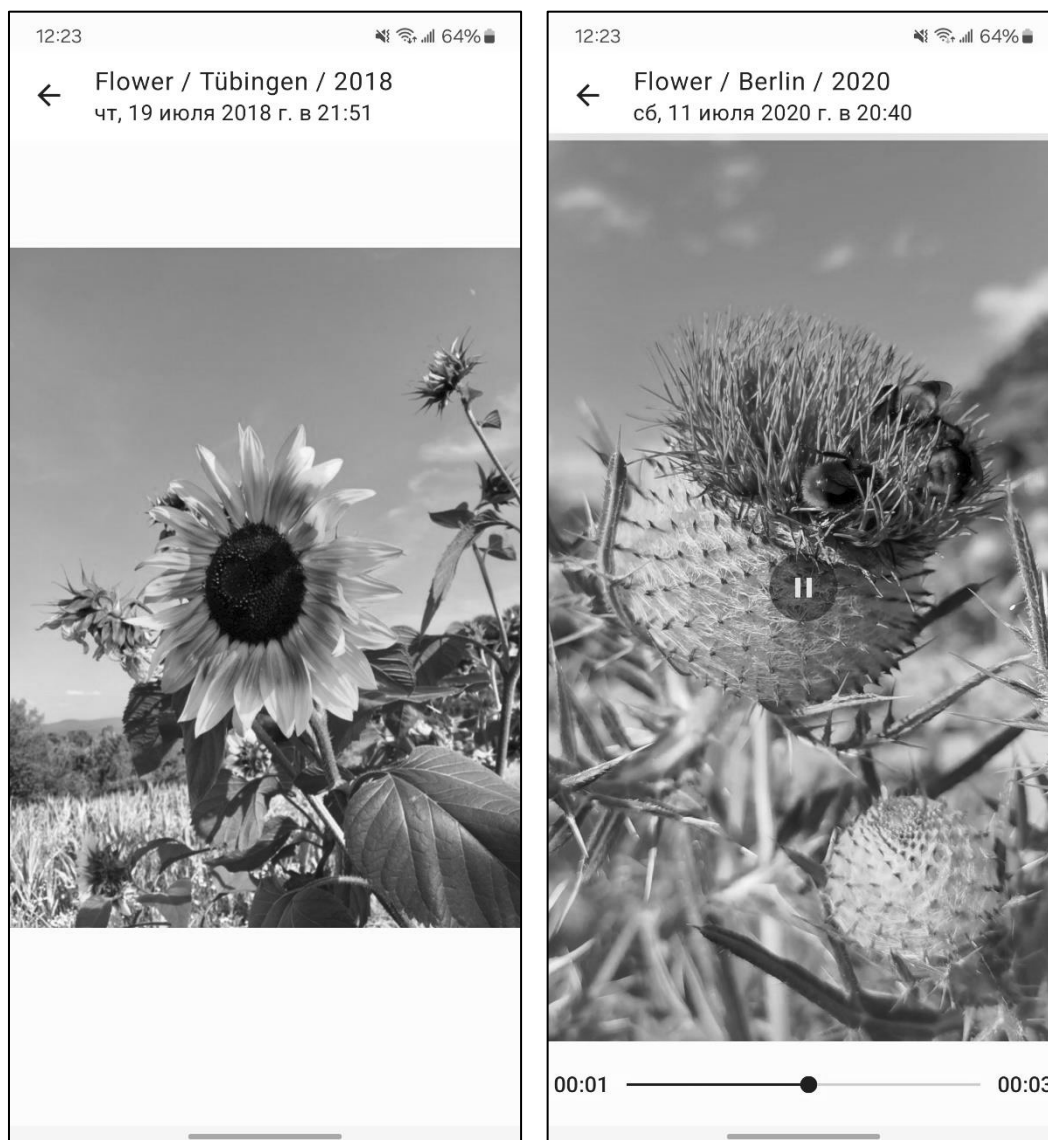 12:23 64%
Flower / Tübingen / 2018
чт, 19 июля 2018 г. в 21:51
12:23 64%
Flower / Berlin / 2020
сб, 11 июля 2020 г. в 20:40
00:01 00:03